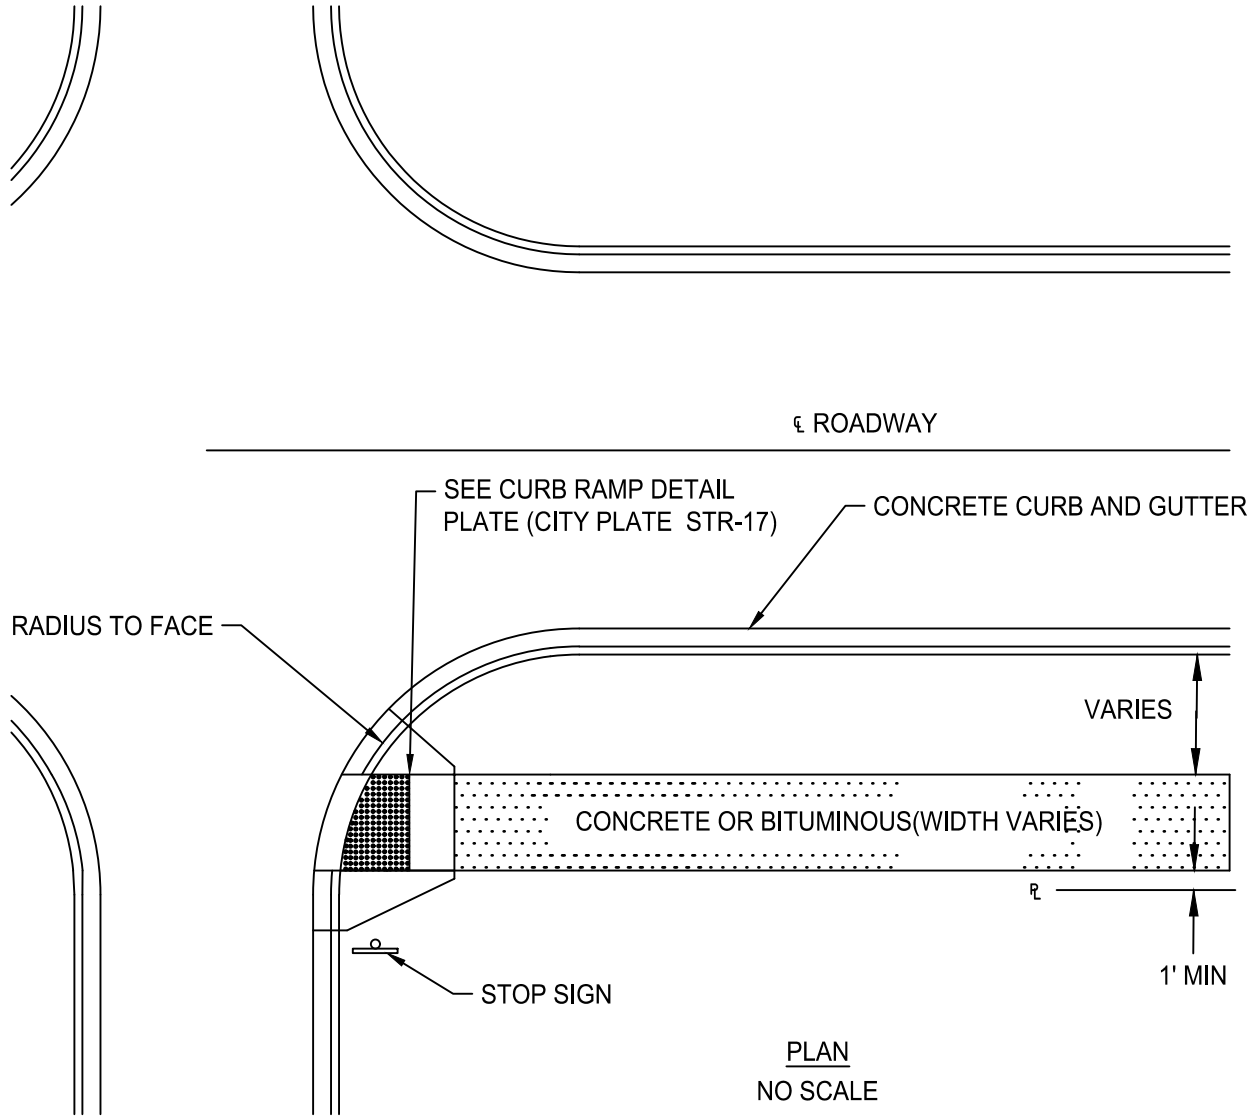 ℄ ROADWAY
SEE CURB RAMP DETAIL
PLATE (CITY PLATE STR-17)
CONCRETE CURB AND GUTTER
RADIUS TO FACE
VARIES
CONCRETE OR BITUMINOUS(WIDTH VARIES)
PL
1' MIN
STOP SIGN
PLAN
NO SCALE